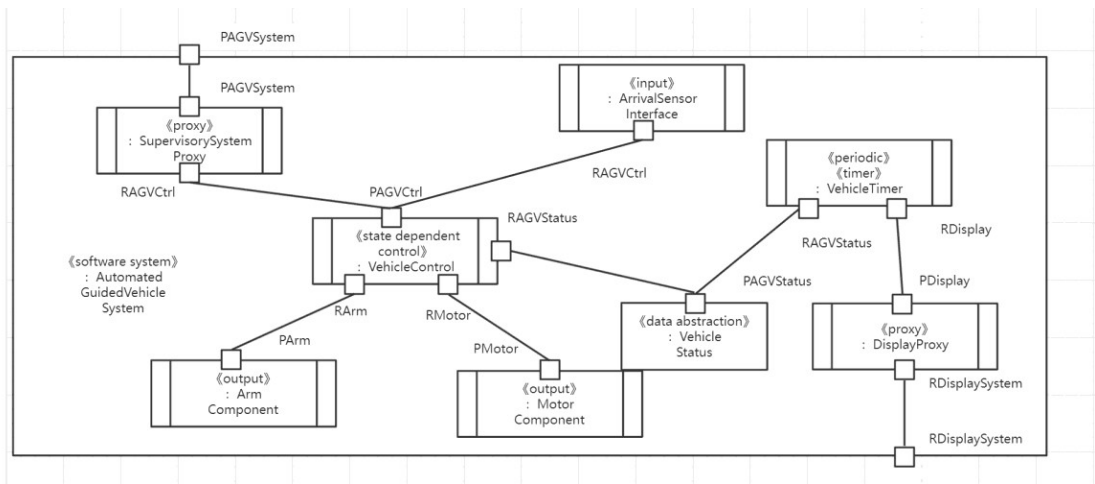 PAGVSystem
PAGVSystem
《proxy》
: SupervisorySystem
Proxy
RAGVCtrl
《input》
: ArrivalSensor
Interface
RAGVCtrl
PAGVCtrl
《periodic》
《timer》
: VehicleTimer
RAGVStatus
RDisplay
《state dependent
control》
: VehicleControl
RAGVStatus
《software system》
: Automated
GuidedVehicle
System
RArm
RMotor
PAGVStatus
PDisplay
《data abstraction》
: Vehicle
Status
《proxy》
: DisplayProxy
PArm
PMotor
《output》
: Arm
Component
《output》
: Motor
Component
RDisplaySystem
RDisplaySystem